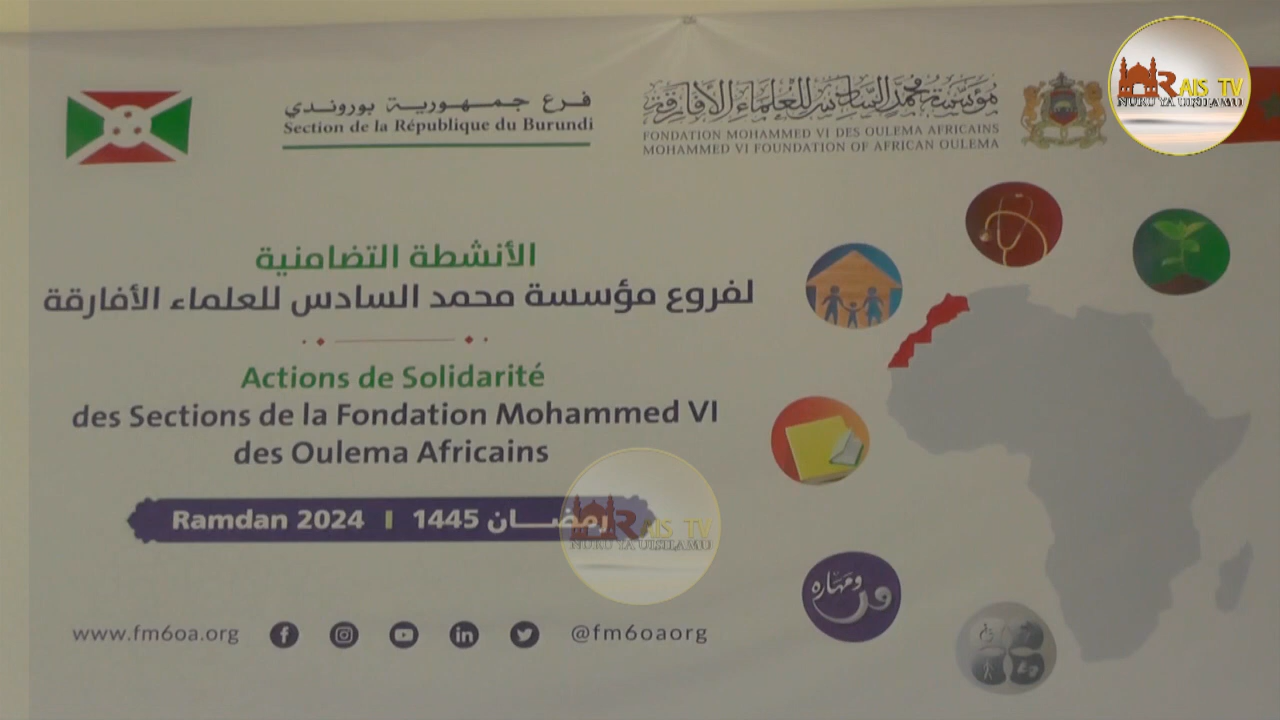 فرع جمهورية بوروندي
Section de la République du Burundi
مؤسسة محمد السادس للعلماء الأفارقة
FONDATION MOHAMMED VI DES OULEMA AFRICAINS
MOHAMMED VI FOUNDATION OF AFRICAN OULEMA
RAIS TV
NURU YA UISILAMU
الأنشطة التضامنية
لفروع مؤسسة محمد السادس للعلماء الأفارقة
Actions de Solidarité
des Sections de la Fondation Mohammed VI
des Oulema Africains
Ramdan 2024 | 1445 رمضان
RAIS TV
NURU YA UISILAMU
www.fm6oa.org
@fm6oaorg